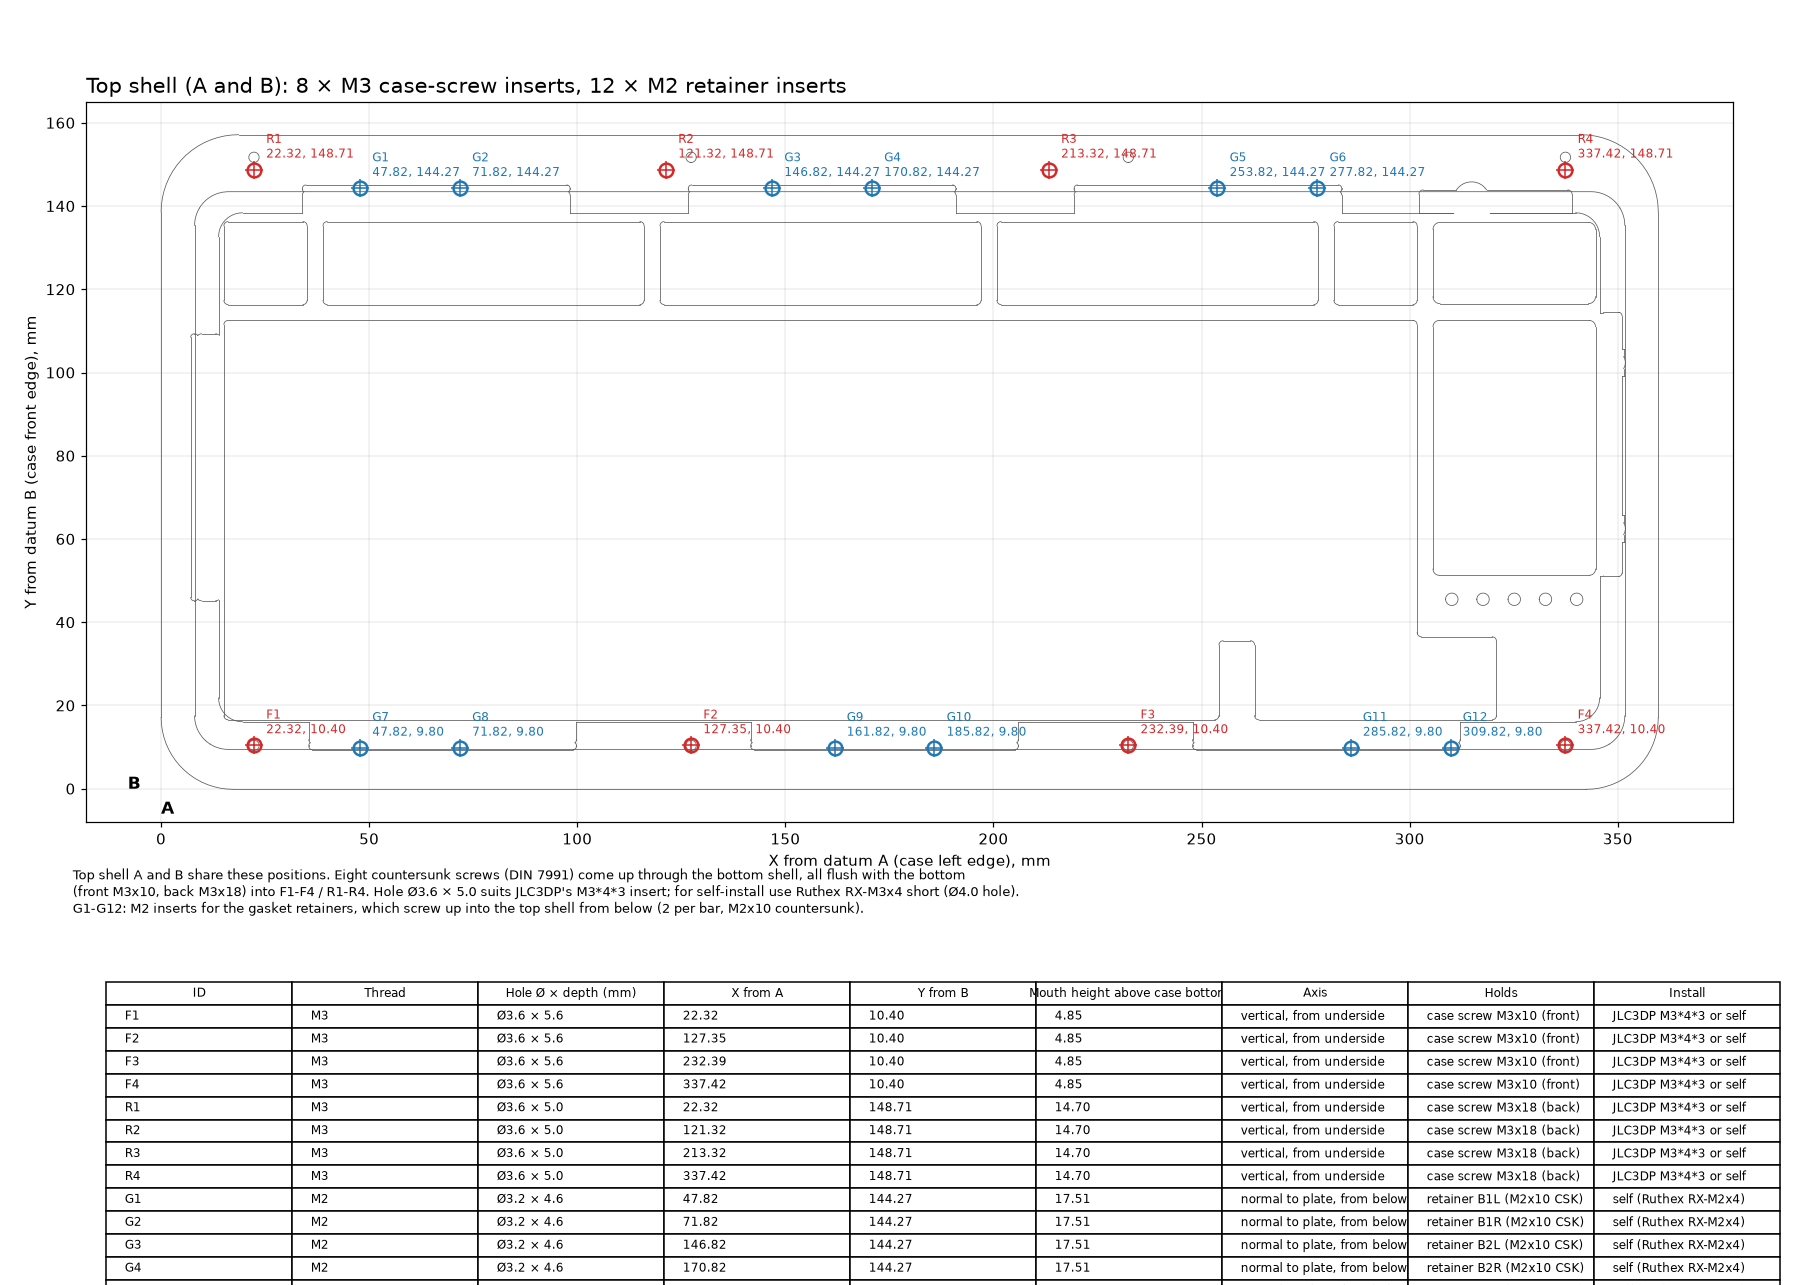 Top shell (A and B): 8 × M3 case-screw inserts, 12 × M2 retainer inserts
Y from datum B (case front edge), mm
160
140
120
100
80
60
40
20
0
R1
22.32, 148.71
G1
47.82, 144.27
G2
71.82, 144.27
R2
121.32, 148.71
G3
146.82, 144.27
G4
170.82, 144.27
R3
213.32, 148.71
G5
253.82, 144.27
G6
277.82, 144.27
R4
337.42, 148.71
F1
22.32, 10.40
G7
47.82, 9.80
G8
71.82, 9.80
F2
127.35, 10.40
G9
161.82, 9.80
G10
185.82, 9.80
F3
232.39, 10.40
G11
285.82, 9.80
G12
309.82, 9.80
F4
337.42, 10.40
B
A
0 50 100 150 200 250 300 350
X from datum A (case left edge), mm
Top shell A and B share these positions. Eight countersunk screws (DIN 7991) come up through the bottom shell, all flush with the bottom
(front M3x10, back M3x18) into F1-F4 / R1-R4. Hole Ø3.6 × 5.0 suits JLC3DP's M3*4*3 insert; for self-install use Ruthex RX-M3x4 short (Ø4.0 hole).
G1-G12: M2 inserts for the gasket retainers, which screw up into the top shell from below (2 per bar, M2x10 countersunk).
ID Thread Hole Ø × depth (mm) X from A Y from B Mouth height above case bottom Axis Holds Install
F1 M3 Ø3.6 × 5.6 22.32 10.40 4.85 vertical, from underside case screw M3x10 (front) JLC3DP M3*4*3 or self
F2 M3 Ø3.6 × 5.6 127.35 10.40 4.85 vertical, from underside case screw M3x10 (front) JLC3DP M3*4*3 or self
F3 M3 Ø3.6 × 5.6 232.39 10.40 4.85 vertical, from underside case screw M3x10 (front) JLC3DP M3*4*3 or self
F4 M3 Ø3.6 × 5.6 337.42 10.40 4.85 vertical, from underside case screw M3x10 (front) JLC3DP M3*4*3 or self
R1 M3 Ø3.6 × 5.0 22.32 148.71 14.70 vertical, from underside case screw M3x18 (back) JLC3DP M3*4*3 or self
R2 M3 Ø3.6 × 5.0 121.32 148.71 14.70 vertical, from underside case screw M3x18 (back) JLC3DP M3*4*3 or self
R3 M3 Ø3.6 × 5.0 213.32 148.71 14.70 vertical, from underside case screw M3x18 (back) JLC3DP M3*4*3 or self
R4 M3 Ø3.6 × 5.0 337.42 148.71 14.70 vertical, from underside case screw M3x18 (back) JLC3DP M3*4*3 or self
G1 M2 Ø3.2 × 4.6 47.82 144.27 17.51 normal to plate, from below retainer B1L (M2x10 CSK) self (Ruthex RX-M2x4)
G2 M2 Ø3.2 × 4.6 71.82 144.27 17.51 normal to plate, from below retainer B1R (M2x10 CSK) self (Ruthex RX-M2x4)
G3 M2 Ø3.2 × 4.6 146.82 144.27 17.51 normal to plate, from below retainer B2L (M2x10 CSK) self (Ruthex RX-M2x4)
G4 M2 Ø3.2 × 4.6 170.82 144.27 17.51 normal to plate, from below retainer B2R (M2x10 CSK) self (Ruthex RX-M2x4)